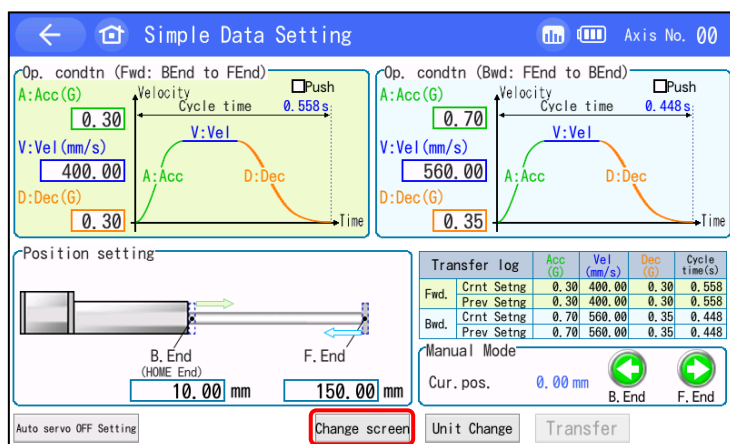 Simple Data Setting
Axis No. 00
Op. condtn (Fwd: BEnd to FEnd)
Push
A:Acc(G)
0.30
V:Vel(mm/s)
400.00
D:Dec(G)
0.30
Velocity
Cycle time
0.558s
V:Vel
A:Acc
D:Dec
Time
Op. condtn (Bwd: FEnd to BEnd)
Push
A:Acc(G)
0.70
V:Vel(mm/s)
560.00
D:Dec(G)
0.35
Velocity
Cycle time
0.448s
V:Vel
A:Acc
D:Dec
Time
Position setting
B.End
(HOME End)
10.00 mm
F.End
150.00 mm
Transfer log Acc (G) Vel (mm/s) Dec (G) Cycle time(s)
Fwd. Crnt Setng 0.30 400.00 0.30 0.558
Prev Setng 0.30 400.00 0.30 0.558
Bwd. Crnt Setng 0.70 560.00 0.35 0.448
Prev Setng 0.70 560.00 0.35 0.448
Manual Mode
Cur.pos. 0.00 mm
B.End
F.End
Auto servo OFF Setting
Change screen
Unit Change
Transfer